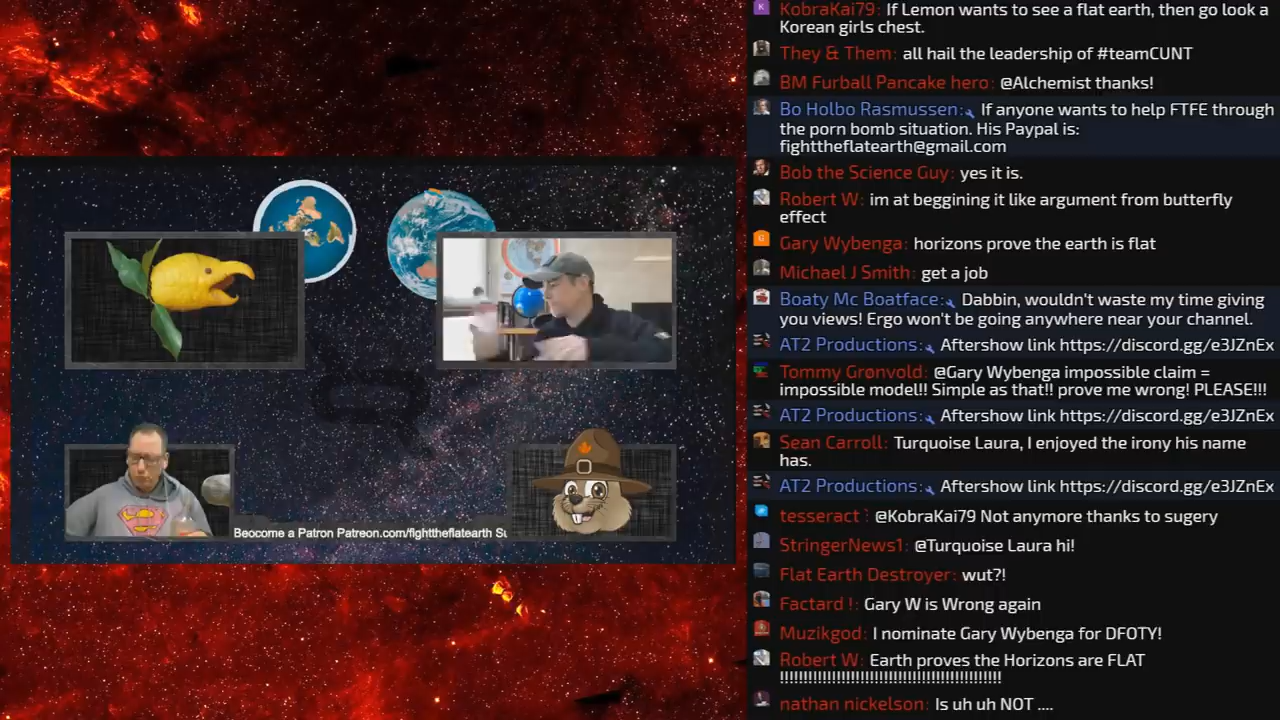 KobraKai79: If Lemon wants to see a flat earth, then go look a
Korean girls chest.
They & Them: all hail the leadership of #teamCUNT
BM Furball Pancake hero: @Alchemist thanks!
Bo Holbo Rasmussen: If anyone wants to help FTFE through
the porn bomb situation. His Paypal is:
fighttheflatearth@gmail.com
Bob the Science Guy: yes it is.
Robert W: im at beggining it like argument from butterfly
effect
Gary Wybenga: horizons prove the earth is flat
Michael J Smith: get a job
Boaty Mc Boatface: Dabbin, wouldn't waste my time giving
you views! Ergo won't be going anywhere near your channel.
AT2 Productions: Aftershow link https://discord.gg/e3JZnEx
Tommy Grønvold: @Gary Wybenga impossible claim =
impossible model!! Simple as that!! prove me wrong! PLEASE!!!
AT2 Productions: Aftershow link https://discord.gg/e3JZnEx
Sean Carroll: Turquoise Laura, I enjoyed the irony his name
has.
AT2 Productions: Aftershow link https://discord.gg/e3JZnEx
tesseract : @KobraKai79 Not anymore thanks to sugery
StringerNews1: @Turquoise Laura hi!
Flat Earth Destroyer: wut?!
Factard !: Gary W is Wrong again
Muzikgod: I nominate Gary Wybenga for DFOTY!
Robert W: Earth proves the Horizons are FLAT
!!!!!!!!!!!!!!!!!!!!!!!!!!!!!!!!!!!!!!!!!!!!!!!
nathan nickelson: Is uh uh NOT ....
Beocome a Patron Patreon.com/fighttheflatearth Su
K
G